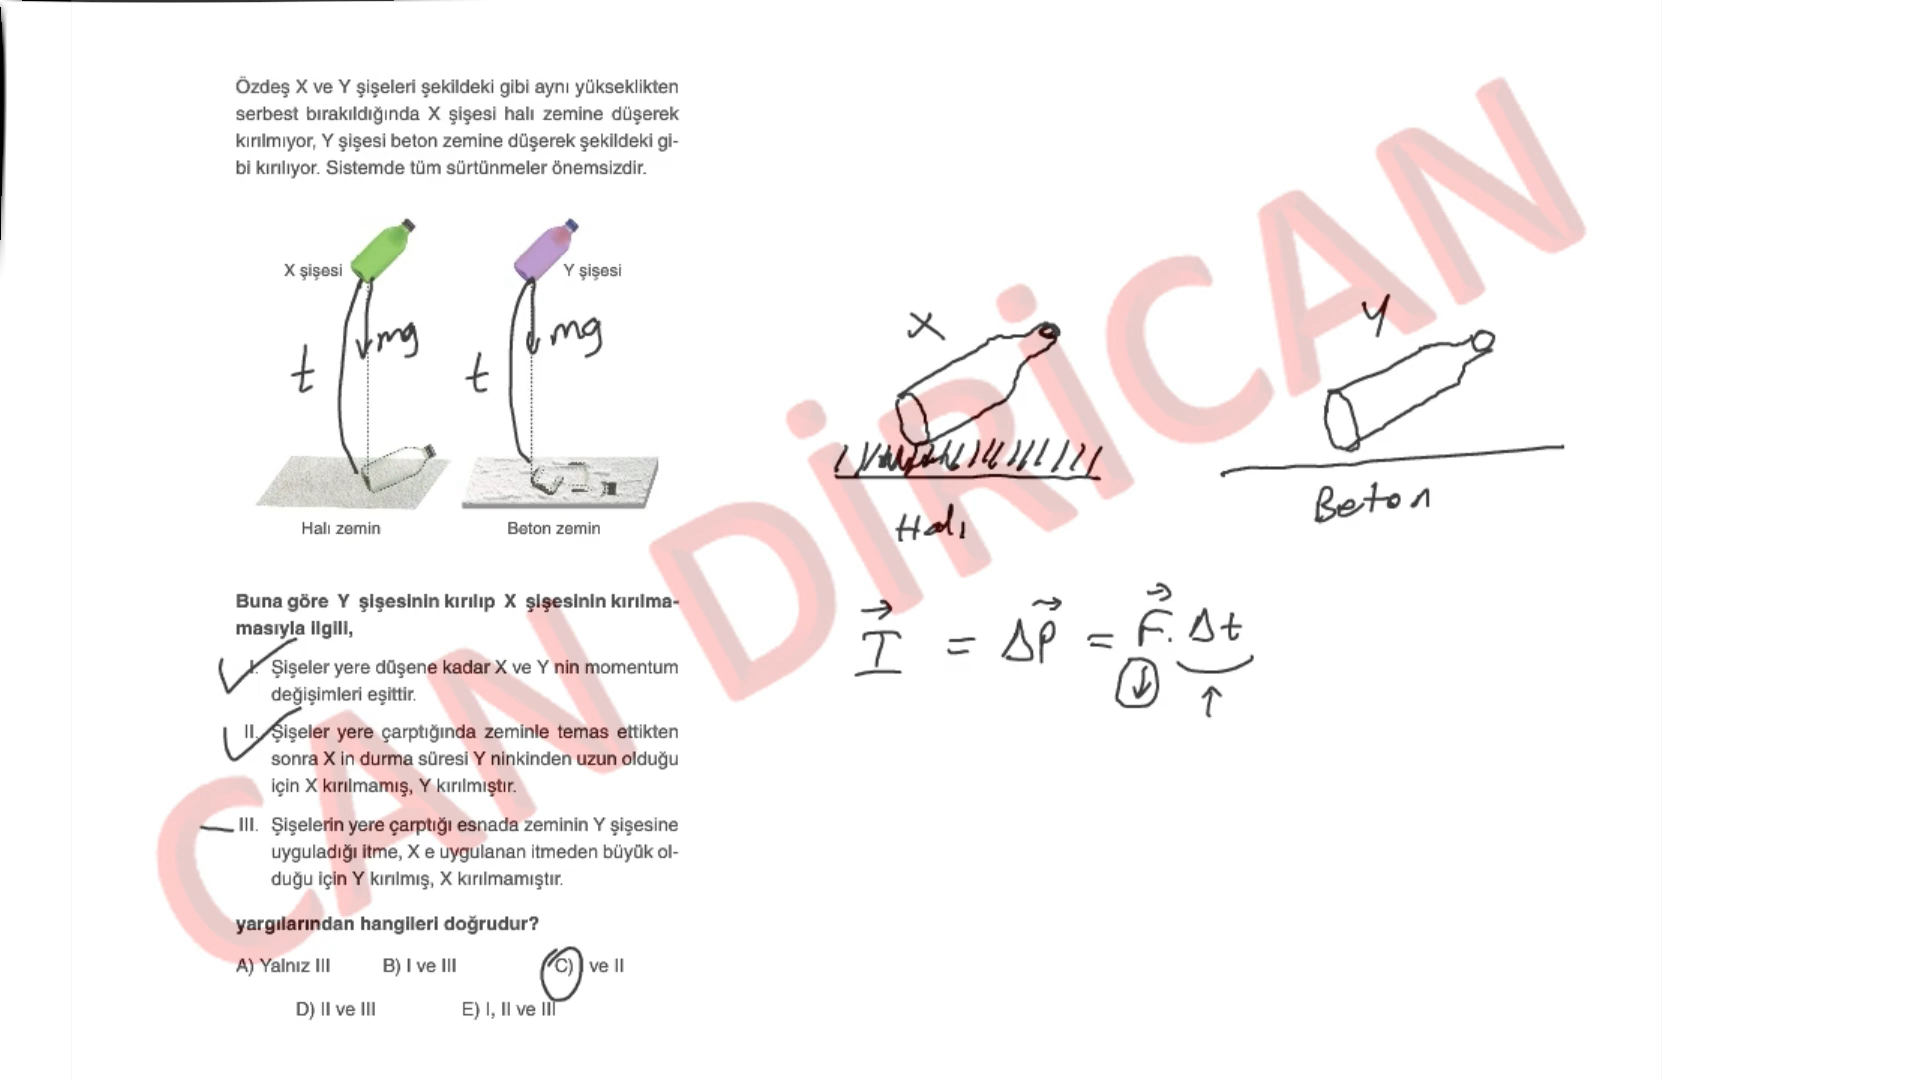 Özdeş X ve Y şişeleri şekildeki gibi aynı yükseklikten
serbest bırakıldığında X şişesi halı zemine düşerek
kırılmıyor, Y şişesi beton zemine düşerek şekildeki gi-
bi kırılıyor. Sistemde tüm sürtünmeler önemsizdir.
X şişesi
Y şişesi
t
mg
t
mg
Halı zemin
Beton zemin
Buna göre Y şişesinin kırılıp X şişesinin kırılma-
masıyla ilgili,
I. Şişeler yere düşene kadar X ve Y nin momentum
değişimleri eşittir.
II. Şişeler yere çarptığında zeminle temas ettikten
sonra X in durma süresi Y ninkinden uzun olduğu
için X kırılmamış, Y kırılmıştır.
III. Şişelerin yere çarptığı esnada zeminin Y şişesine
uyguladığı itme, X e uygulanan itmeden büyük ol-
duğu için Y kırılmış, X kırılmamıştır.
yargılarından hangileri doğrudur?
A) Yalnız III B) I ve III C) I ve II
D) II ve III E) I, II ve III
X
Y
Halı
Beton
I = ΔP = F. Δt
CAN DİRİCAN